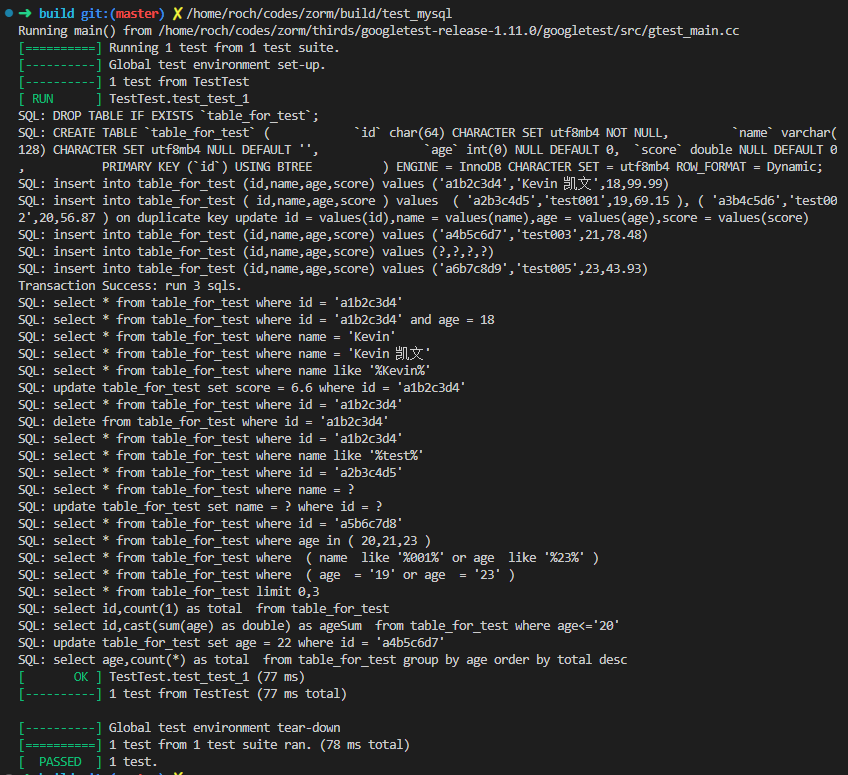 ➜ build git:(master) ✗ /home/roch/codes/zorm/build/test_mysql
Running main() from /home/roch/codes/zorm/thirds/googletest-release-1.11.0/googletest/src/gtest_main.cc
[==========] Running 1 test from 1 test suite.
[----------] Global test environment set-up.
[----------] 1 test from TestTest
[ RUN      ] TestTest.test_test_1
SQL: DROP TABLE IF EXISTS `table_for_test`;
SQL: CREATE TABLE `table_for_test` (          `id` char(64) CHARACTER SET utf8mb4 NOT NULL,        `name` varchar(
128) CHARACTER SET utf8mb4 NULL DEFAULT '',             `age` int(0) NULL DEFAULT 0,  `score` double NULL DEFAULT 0
,         PRIMARY KEY (`id`) USING BTREE         ) ENGINE = InnoDB CHARACTER SET = utf8mb4 ROW_FORMAT = Dynamic;
SQL: insert into table_for_test (id,name,age,score) values ('a1b2c3d4','Kevin 凯文',18,99.99)
SQL: insert into table_for_test ( id,name,age,score ) values  ( 'a2b3c4d5','test001',19,69.15 ), ( 'a3b4c5d6','test00
2',20,56.87 ) on duplicate key update id = values(id),name = values(name),age = values(age),score = values(score)
SQL: insert into table_for_test (id,name,age,score) values ('a4b5c6d7','test003',21,78.48)
SQL: insert into table_for_test (id,name,age,score) values (?,?,?,?)
SQL: insert into table_for_test (id,name,age,score) values ('a6b7c8d9','test005',23,43.93)
Transaction Success: run 3 sqls.
SQL: select * from table_for_test where id = 'a1b2c3d4'
SQL: select * from table_for_test where id = 'a1b2c3d4' and age = 18
SQL: select * from table_for_test where name = 'Kevin'
SQL: select * from table_for_test where name = 'Kevin 凯文'
SQL: select * from table_for_test where name like '%Kevin%'
SQL: update table_for_test set score = 6.6 where id = 'a1b2c3d4'
SQL: select * from table_for_test where id = 'a1b2c3d4'
SQL: delete from table_for_test where id = 'a1b2c3d4'
SQL: select * from table_for_test where id = 'a1b2c3d4'
SQL: select * from table_for_test where name like '%test%'
SQL: select * from table_for_test where id = 'a2b3c4d5'
SQL: select * from table_for_test where name = ?
SQL: update table_for_test set name = ? where id = ?
SQL: select * from table_for_test where id = 'a5b6c7d8'
SQL: select * from table_for_test where age in ( 20,21,23 )
SQL: select * from table_for_test where  ( name  like '%001%' or age  like '%23%' )
SQL: select * from table_for_test where  ( age  = '19' or age  = '23' )
SQL: select * from table_for_test limit 0,3
SQL: select id,count(1) as total  from table_for_test
SQL: select id,cast(sum(age) as double) as ageSum  from table_for_test where age<='20'
SQL: update table_for_test set age = 22 where id = 'a4b5c6d7'
SQL: select age,count(*) as total  from table_for_test group by age order by total desc
[       OK ] TestTest.test_test_1 (77 ms)
[----------] 1 test from TestTest (77 ms total)
[----------] Global test environment tear-down
[==========] 1 test from 1 test suite ran. (78 ms total)
[  PASSED  ] 1 test.